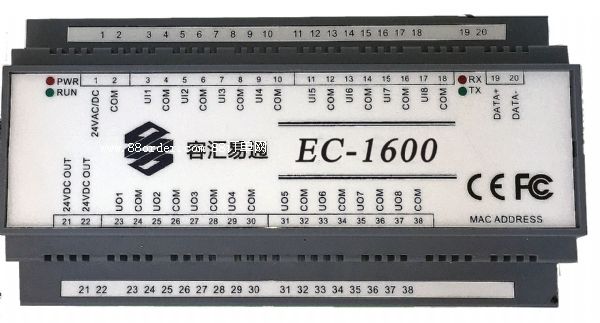 1 2 3 4 5 6 7 8 9 10 11 12 13 14 15 16 17 18 19 20
PWR
RUN
1 2 3 4 5 6 7 8 9 10 11 12 13 14 15 16 17 18
RX
TX
19 20
24VAC/DC COM UI1 COM UI2 COM UI3 COM UI4 COM UI5 COM UI6 COM UI7 COM UI8 COM DATA+ DATA-
容汇易通
EC-1600
CE FC
24VDC OUT 24VDC OUT UO1 COM UO2 COM UO3 COM UO4 COM UO5 COM UO6 COM UO7 COM UO8 COM
21 22 23 24 25 26 27 28 29 30 31 32 33 34 35 36 37 38
MAC ADDRESS
21 22 23 24 25 26 27 28 29 30 31 32 33 34 35 36 37 38